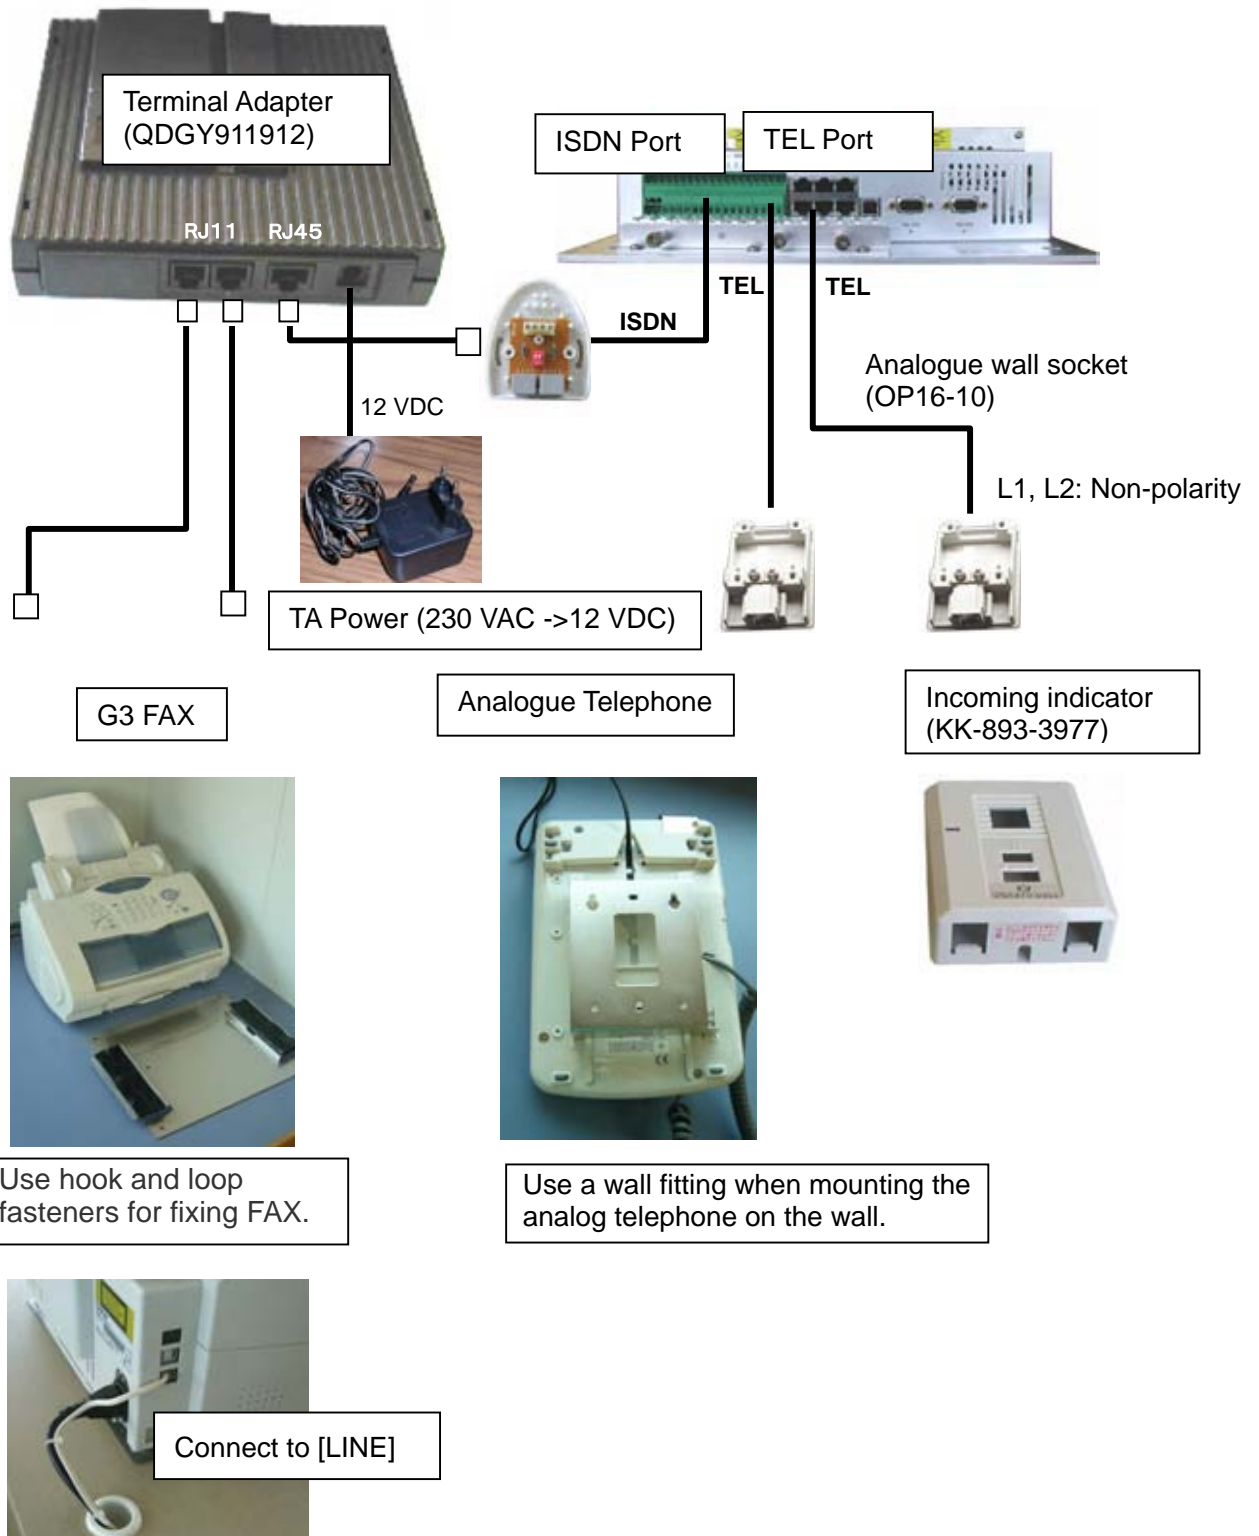 Terminal Adapter
(QDGY911912)
ISDN Port
TEL Port
RJ11
RJ45
TEL
TEL
ISDN
Analogue wall socket
(OP16-10)
12 VDC
L1, L2: Non-polarity
TA Power (230 VAC ->12 VDC)
G3 FAX
Analogue Telephone
Incoming indicator
(KK-893-3977)
Use hook and loop
fasteners for fixing FAX.
Use a wall fitting when mounting the
analog telephone on the wall.
Connect to [LINE]